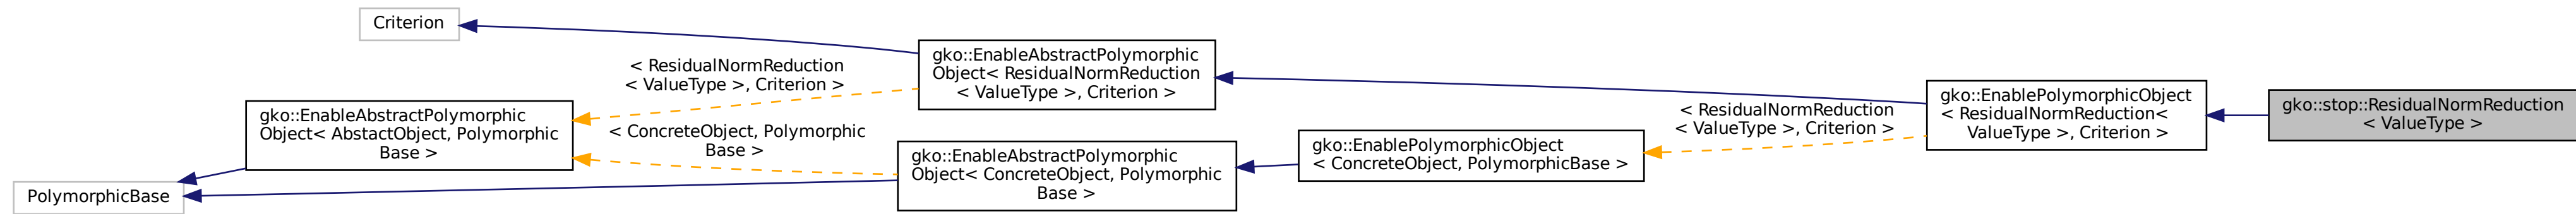 Criterion
gko::EnableAbstractPolymorphic
Object< ResidualNormReduction
< ValueType >, Criterion >
< ResidualNormReduction
< ValueType >, Criterion >
gko::EnablePolymorphicObject
< ResidualNormReduction<
ValueType >, Criterion >
gko::stop::ResidualNormReduction
< ValueType >
gko::EnableAbstractPolymorphic
Object< AbstactObject, Polymorphic
Base >
< ConcreteObject, Polymorphic
Base >
< ResidualNormReduction
< ValueType >, Criterion >
gko::EnablePolymorphicObject
< ConcreteObject, PolymorphicBase >
gko::EnableAbstractPolymorphic
Object< ConcreteObject, Polymorphic
Base >
PolymorphicBase